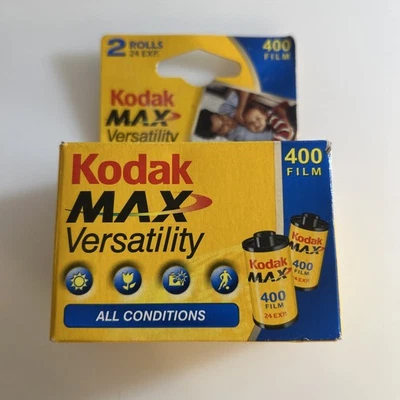 2 ROLLS
24 EXP.
400
FILM
Kodak
MAX
Versatility
Kodak
MAX
Versatility
400
FILM
ALL CONDITIONS
Kodak
MAX
400
FILM
24 EXP.
Kodak
MAX
400
FILM